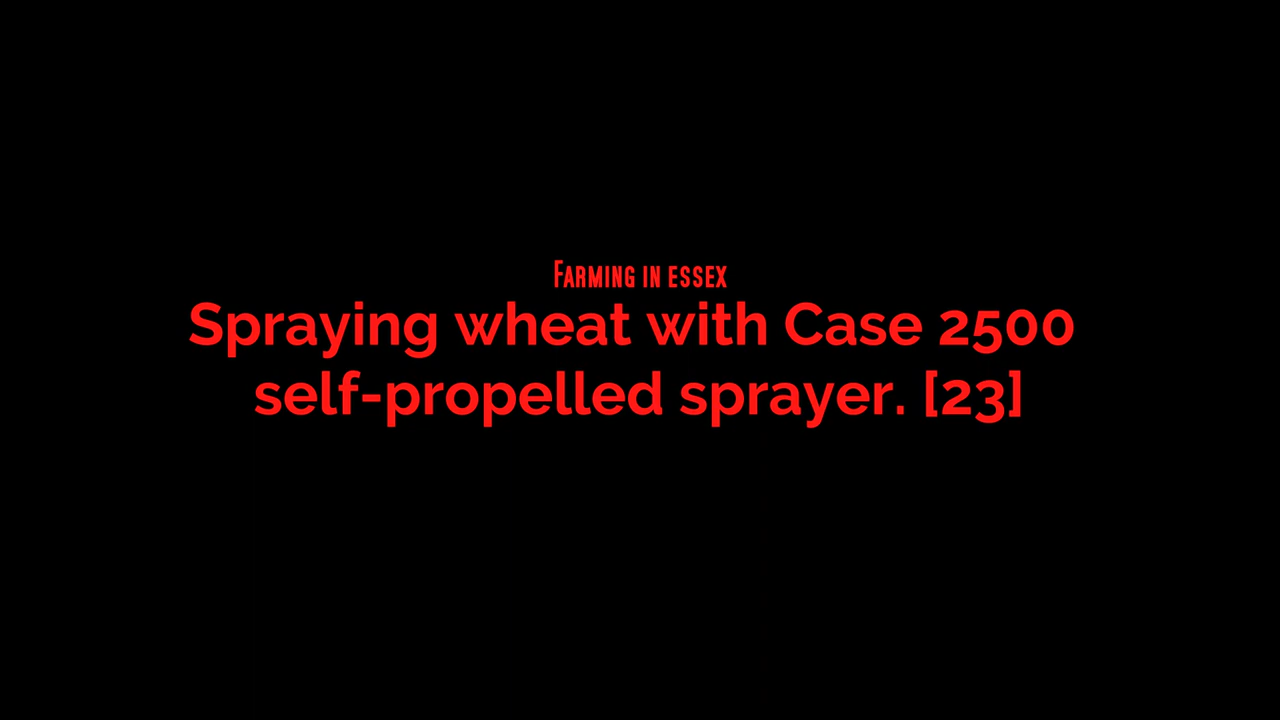 Farming in essex
Spraying wheat with Case 2500
self-propelled sprayer. [23]